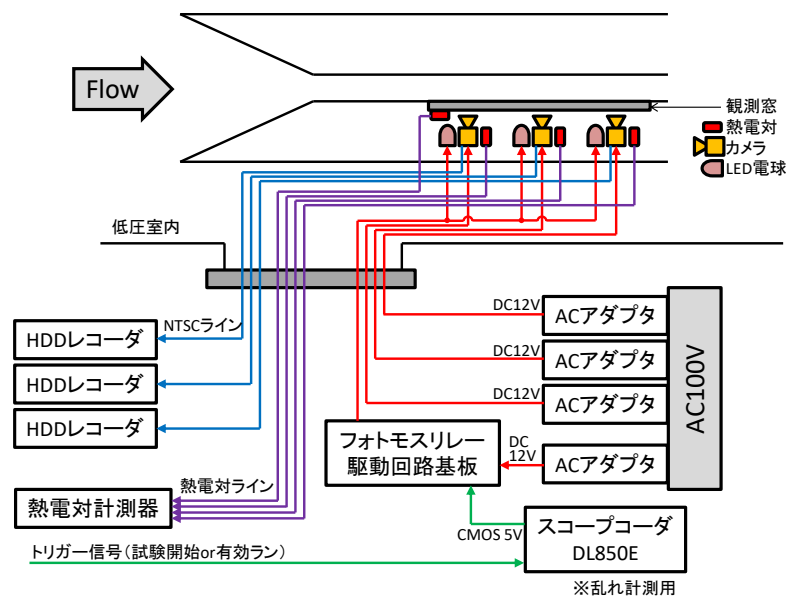 Flow
観測窓
熱電対
カメラ
LED電球
低圧室内
NTSCライン
HDDレコーダ
HDDレコーダ
HDDレコーダ
DC12V
ACアダプタ
DC12V
ACアダプタ
DC12V
ACアダプタ
DC
12V
ACアダプタ
AC100V
フォトモスリレー
駆動回路基板
熱電対ライン
熱電対計測器
CMOS 5V
スコープコーダ
DL850E
トリガー信号（試験開始or有効ラン）
※乱れ計測用